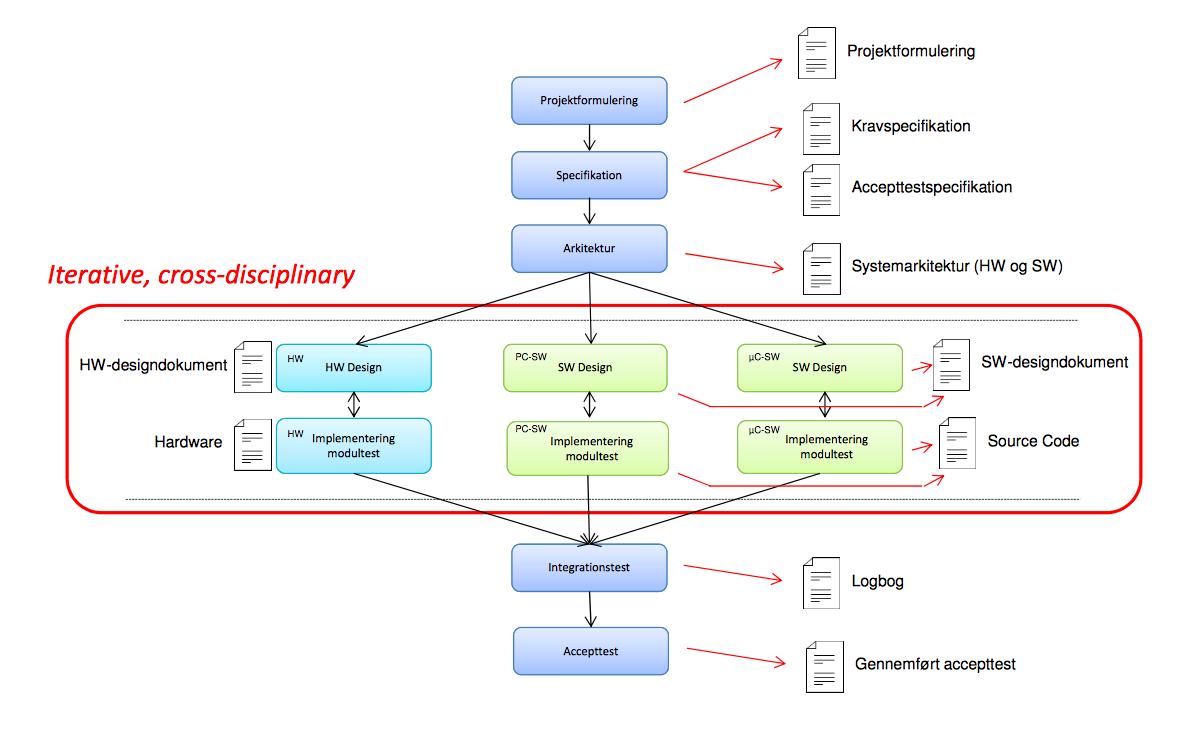 Projektformulering
Projektformulering
Kravspecifikation
Specifikation
Accepttestspecifikation
Arkitektur
Systemarkitektur (HW og SW)
Iterative, cross-disciplinary
HW-designdokument
HW
HW Design
PC-SW
SW Design
µC-SW
SW Design
SW-designdokument
Hardware
HW
Implementering
modultest
PC-SW
Implementering
modultest
µC-SW
Implementering
modultest
Source Code
Integrationstest
Logbog
Accepttest
Gennemført accepttest